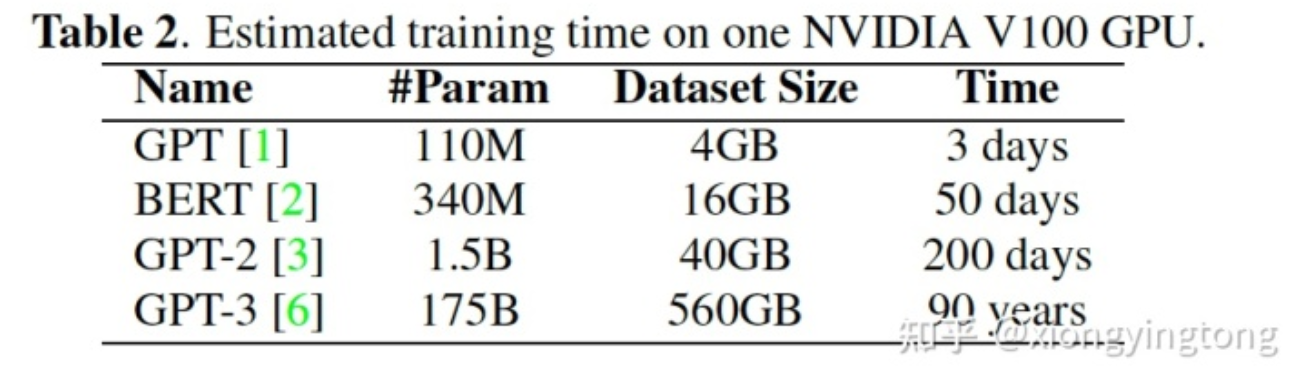 Table 2. Estimated training time on one NVIDIA V100 GPU.
Name #Param Dataset Size Time
GPT [1] 110M 4GB 3 days
BERT [2] 340M 16GB 50 days
GPT-2 [3] 1.5B 40GB 200 days
GPT-3 [6] 175B 560GB 90 years
知乎 @xiongyingtong